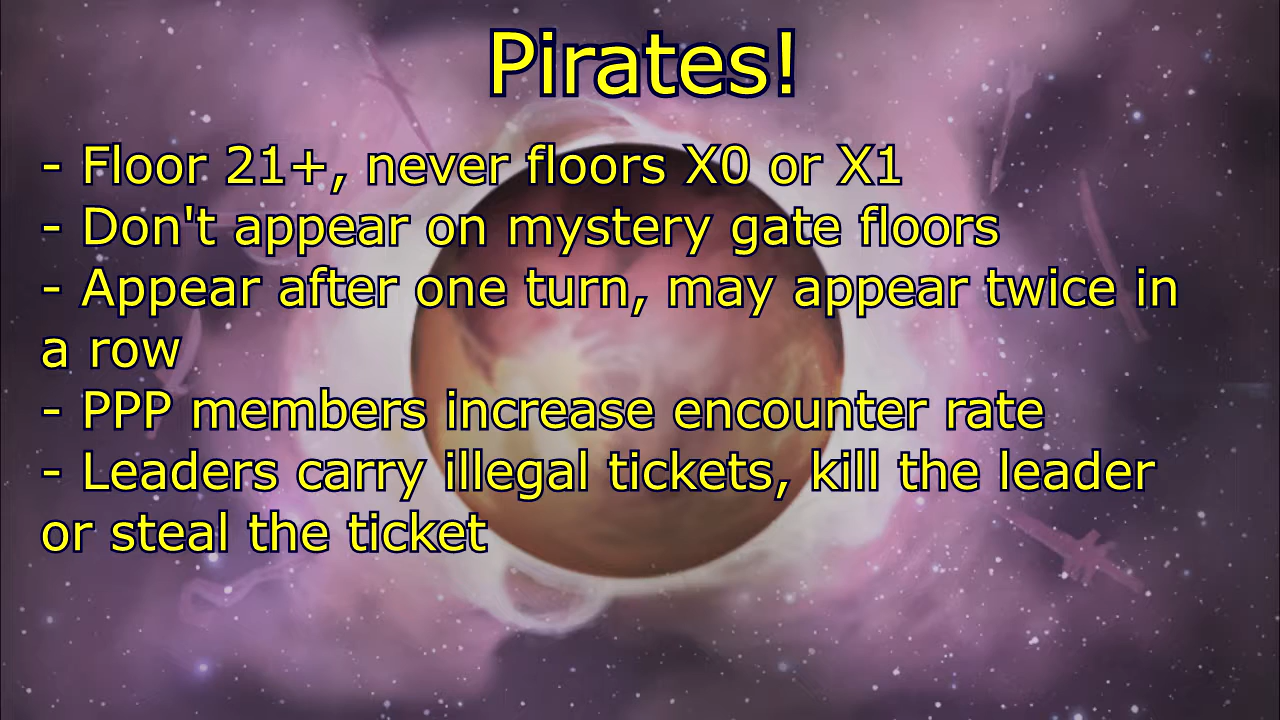 Pirates!
- Floor 21+, never floors X0 or X1
- Don't appear on mystery gate floors
- Appear after one turn, may appear twice in
a row
- PPP members increase encounter rate
- Leaders carry illegal tickets, kill the leader
or steal the ticket